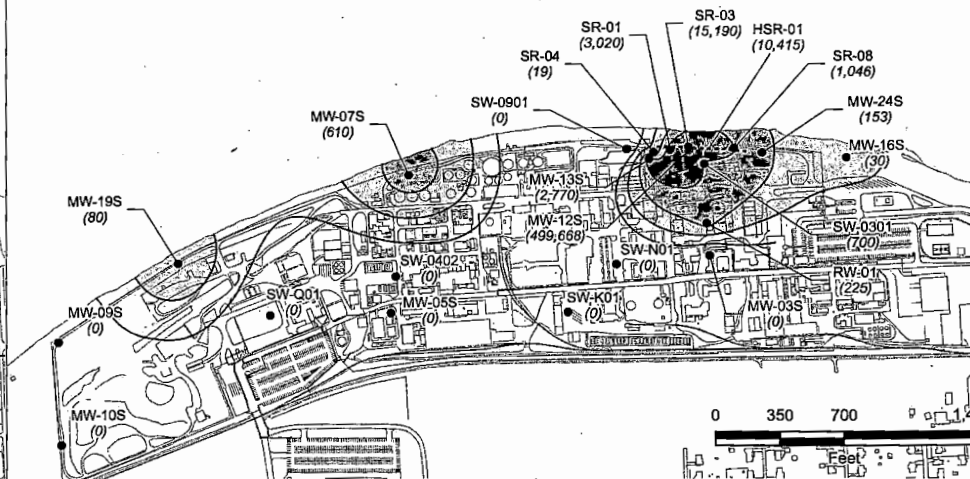 SR-03
(15,190)
SR-01
(3,020)
HSR-01
(10,415)
SR-04
(19)
SR-08
(1,046)
SW-0901
(0)
MW-24S
(153)
MW-07S
(610)
MW-16S
(30)
MW-13S
(2,770)
MW-12S
(499,668)
MW-19S
(80)
SW-0301
(700)
SW-N01
(0)
SW-0402
(0)
RW-01
(225)
SW-Q01
(0)
MW-05S
(0)
SW-K01
(0)
MW-03S
(0)
MW-09S
(0)
MW-10S
(0)
0 350 700
Feet